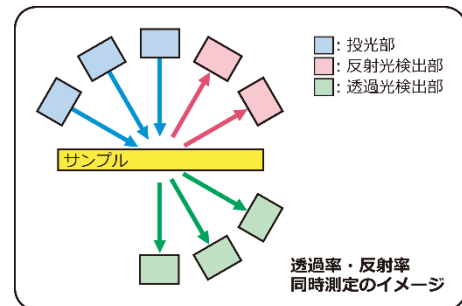 : 投光部
: 反射光検出部
: 透過光検出部
サンプル
透過率・反射率
同時測定のイメージ